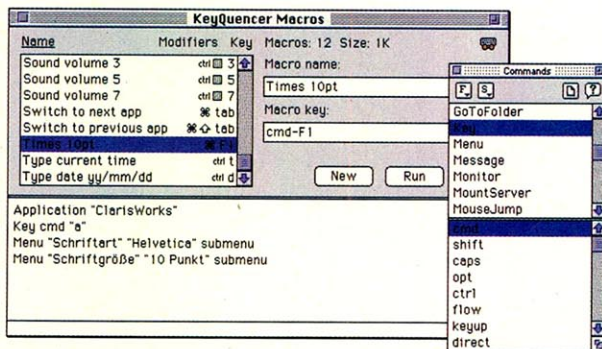 KeyQuencer Macros
Name Modifiers Key
Sound volume 3 ctrl 3
Sound volume 5 ctrl 5
Sound volume 7 ctrl 7
Switch to next app ⌘ tab
Switch to previous app ⌘ ⇧ tab
Times 10pt ⌘ F1
Type current time ctrl t
Type date yy/mm/dd ctrl d
Macros: 12 Size: 1K
Macro name:
Times 10pt
Macro key:
cmd-F1
New Run
Application "ClarisWorks"
Key cmd "a"
Menu "Schriftart" "Helvetica" submenu
Menu "Schriftgröße" "10 Punkt" submenu
Commands
F S ?
GoToFolder
Key
Menu
Message
Monitor
MountServer
MouseJump
cmd
shift
caps
opt
ctrl
flow
keyup
direct